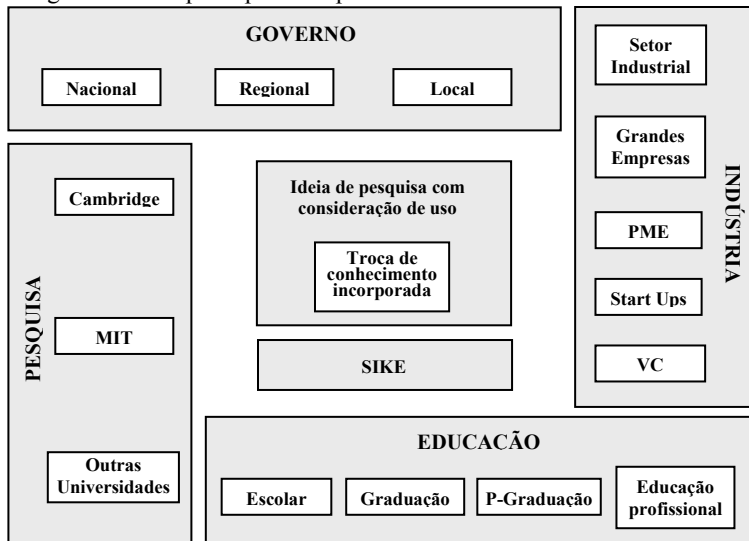 GOVERNO
Nacional
Regional
Local
Setor
Industrial
Grandes
Empresas
PME
Start Ups
VC
INDÚSTRIA
PESQUISA
Cambridge
MIT
Outras
Universidades
Ideia de pesquisa com
consideração de uso
Troca de
conhecimento
incorporada
SIKE
EDUCACÃO
Escolar
Graduação
P-Graduação
Educação
profissional